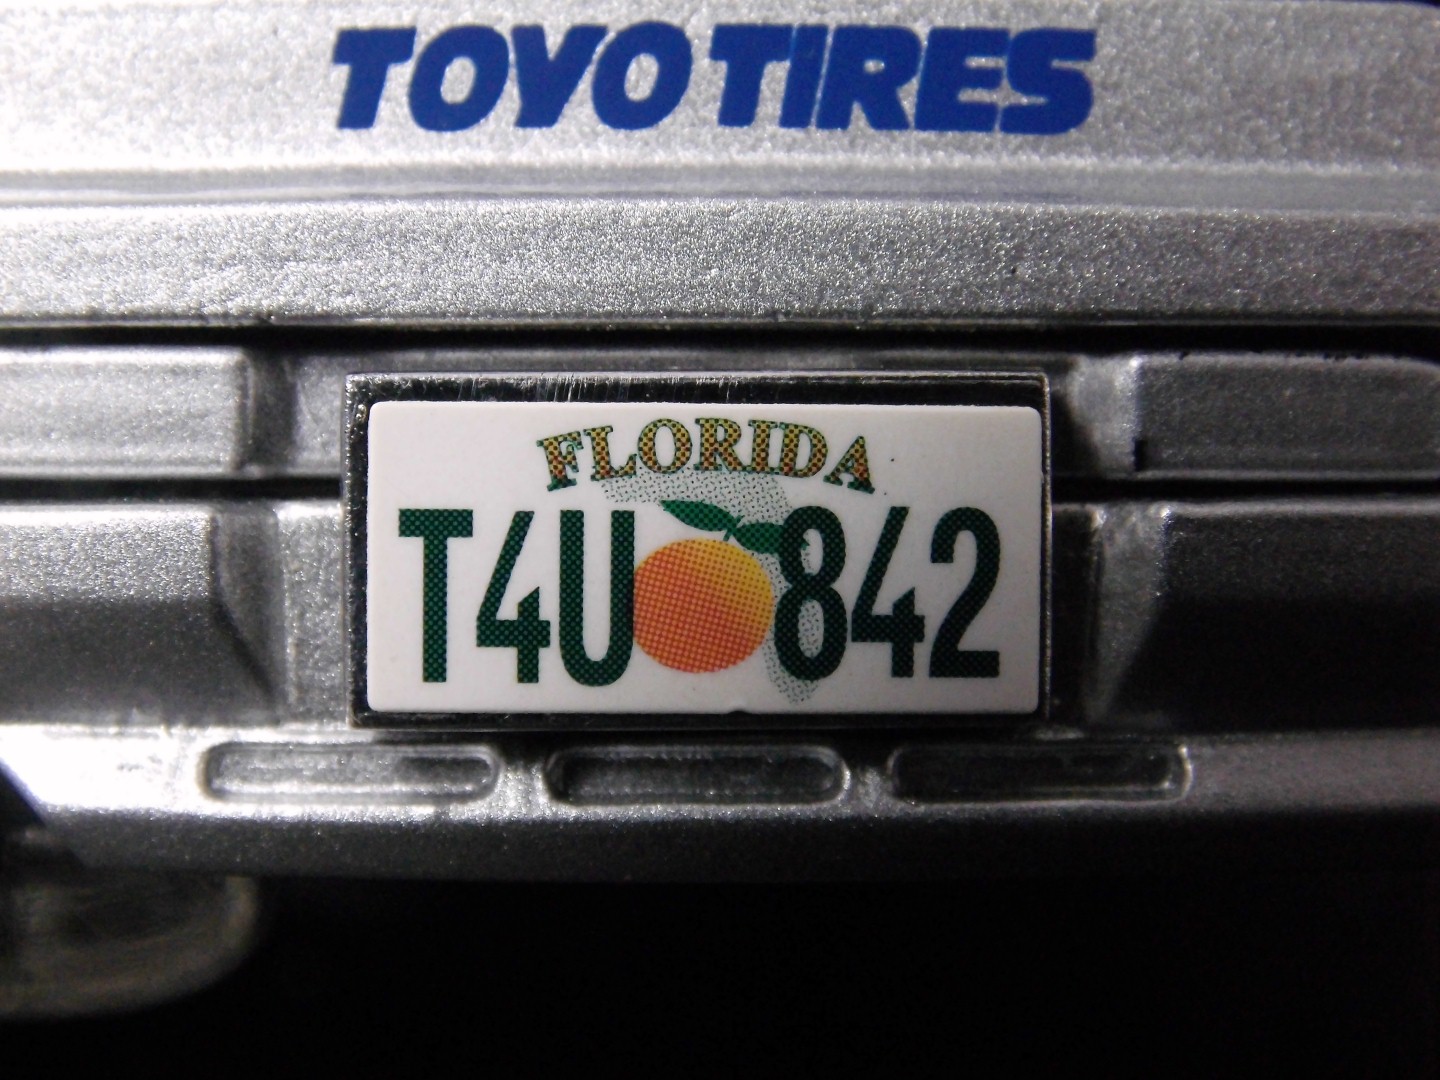 TOYO TIRES
FLORIDA
T4U 842